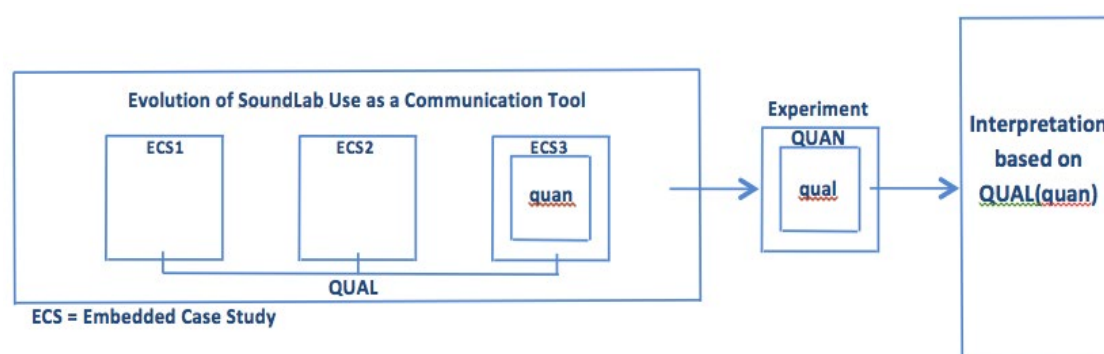 Evolution of SoundLab Use as a Communication Tool
ECS1
ECS2
ECS3
quan
QUAL
ECS = Embedded Case Study
Experiment
QUAN
qual
Interpretation
based on
QUAL(quan)